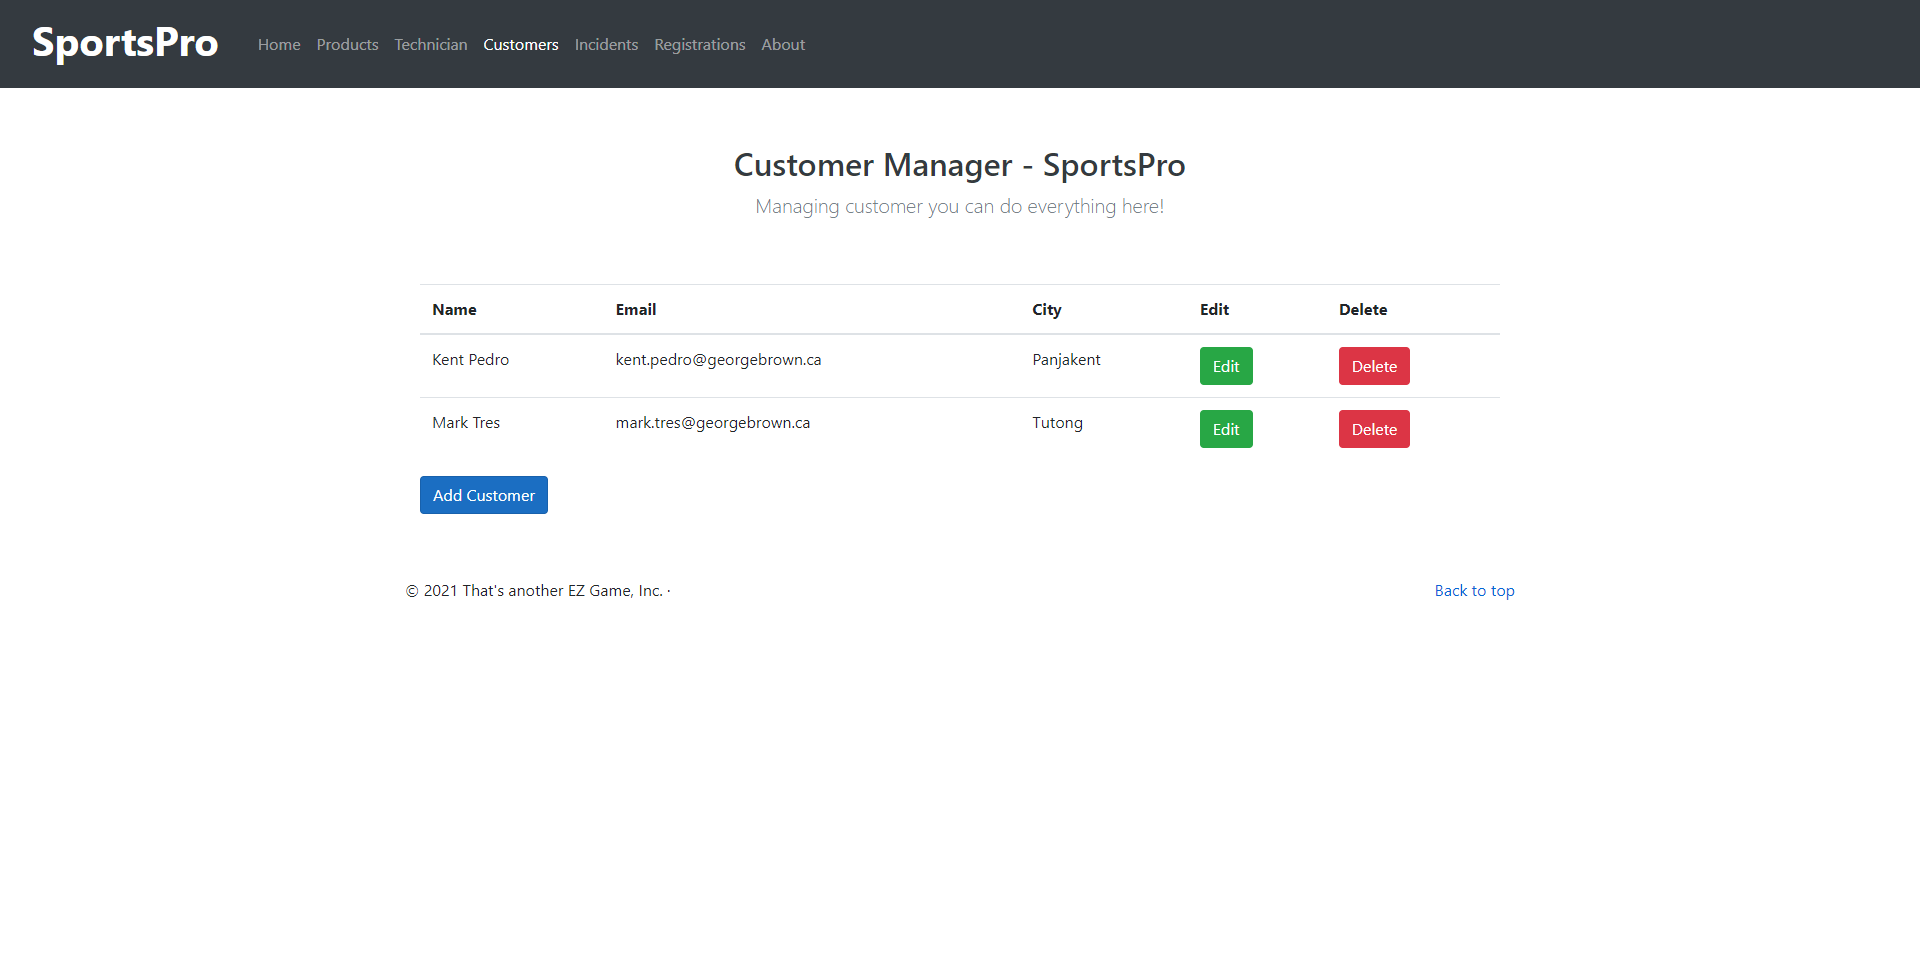 SportsPro Home Products Technician Customers Incidents Registrations About
Customer Manager - SportsPro
Managing customer you can do everything here!
Name Email City Edit Delete
Kent Pedro kent.pedro@georgebrown.ca Panjakent Edit Delete
Mark Tres mark.tres@georgebrown.ca Tutong Edit Delete
Add Customer
© 2021 That's another EZ Game, Inc. · Back to top